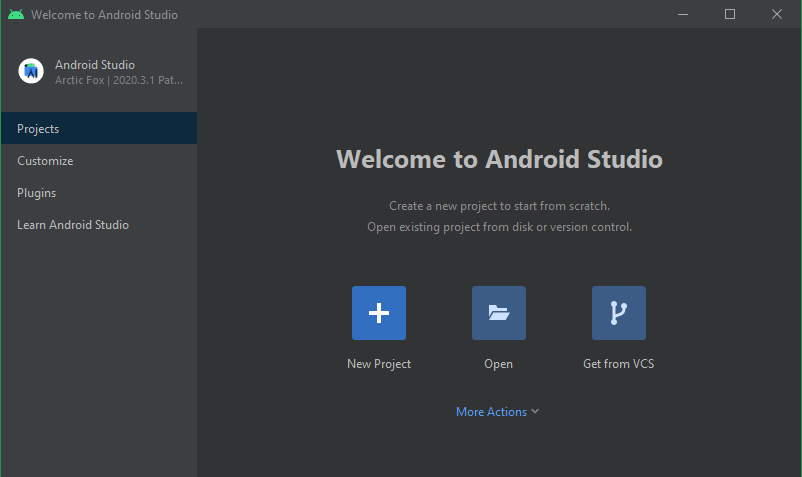 Welcome to Android Studio
Android Studio
Arctic Fox | 2020.3.1 Pat...
Projects
Customize
Plugins
Learn Android Studio
Welcome to Android Studio
Create a new project to start from scratch.
Open existing project from disk or version control.
New Project
Open
Get from VCS
More Actions